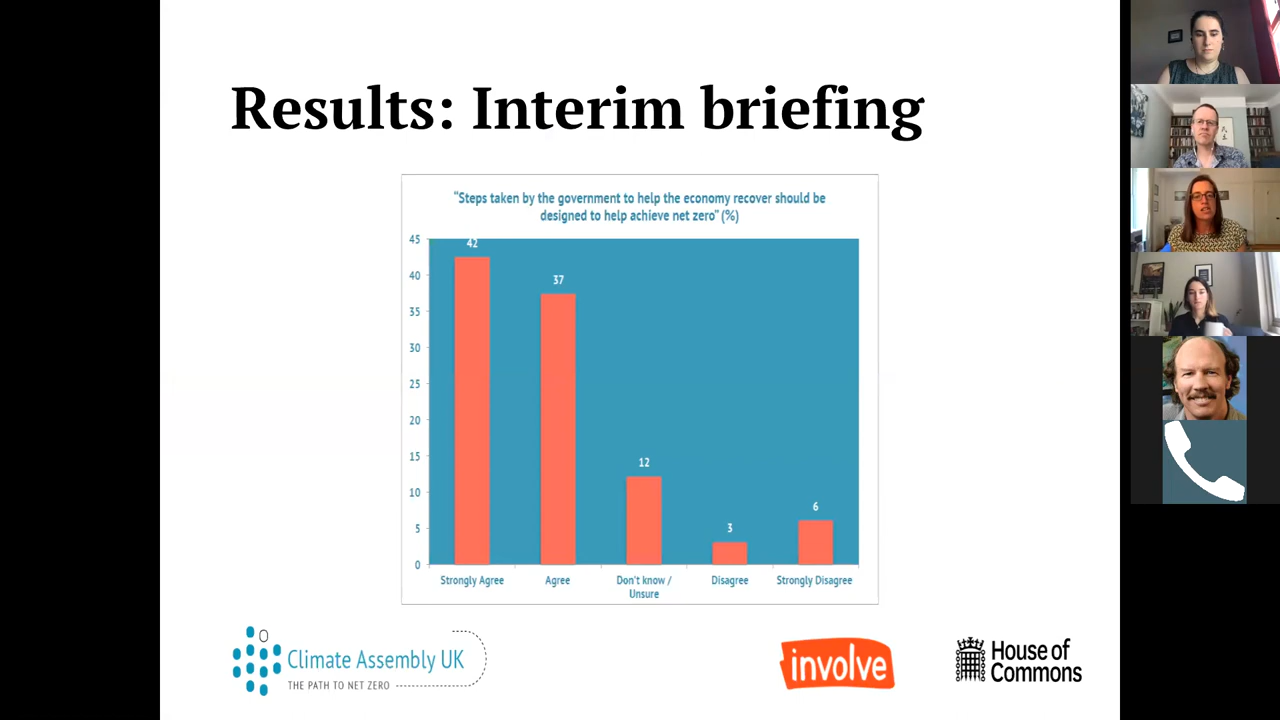 Results: Interim briefing
“Steps taken by the government to help the economy recover should be
designed to help achieve net zero” (%)
45
40
35
30
25
20
15
10
5
0
42
37
12
3
6
Strongly Agree
Agree
Don't know /
Unsure
Disagree
Strongly Disagree
Climate Assembly UK
THE PATH TO NET ZERO
involve
House of
Commons